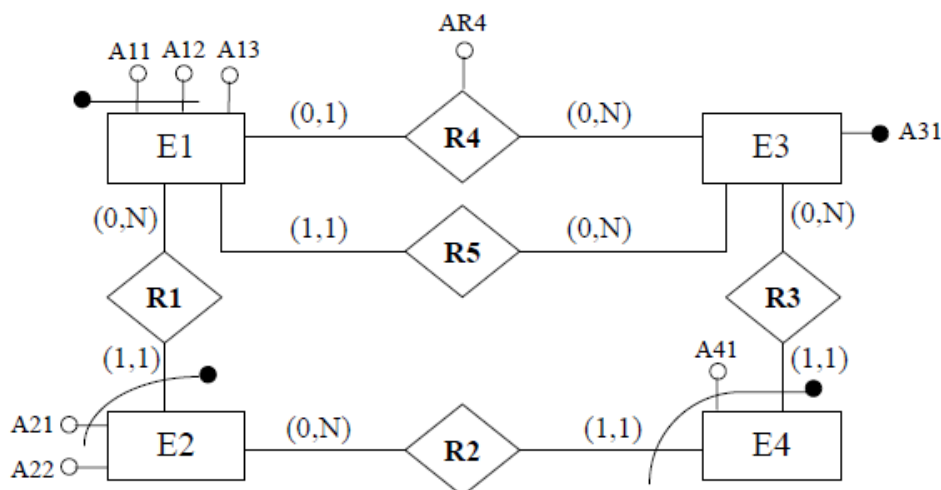 AR4
A11 A12 A13
(0,1) (0,N)
E1 R4 E3 A31
(0,N) (1,1) (0,N) (0,N)
R5
R1 R3
(1,1) A41 (1,1)
A21 E2 (0,N) R2 (1,1) E4
A22